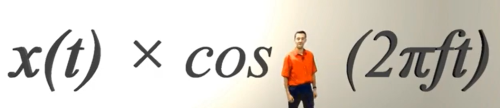 x(t) × cos (2πft)